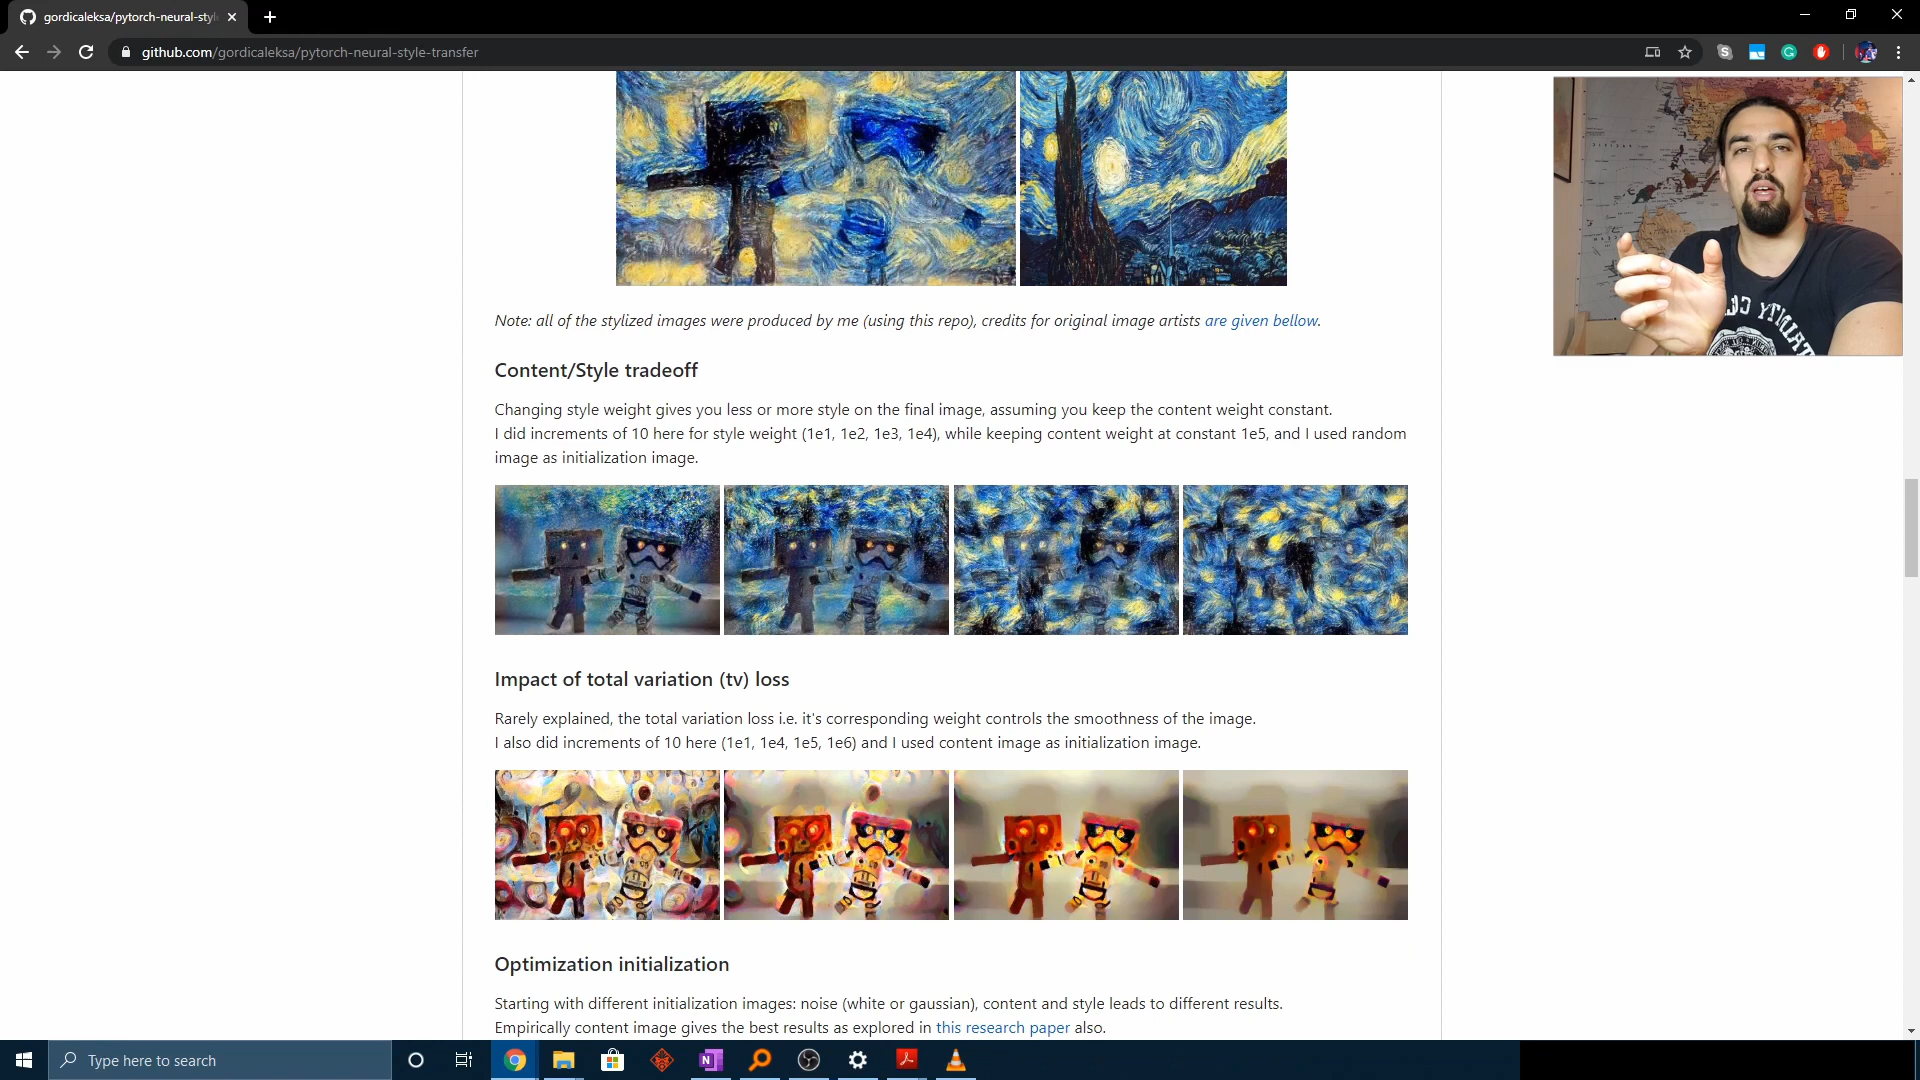 gordicaleksa/pytorch-neural-styl
github.com/gordicaleksa/pytorch-neural-style-transfer
Note: all of the stylized images were produced by me (using this repo), credits for original image artists are given bellow.
Content/Style tradeoff
Changing style weight gives you less or more style on the final image, assuming you keep the content weight constant.
I did increments of 10 here for style weight (1e1, 1e2, 1e3, 1e4), while keeping content weight at constant 1e5, and I used random
image as initialization image.
Impact of total variation (tv) loss
Rarely explained, the total variation loss i.e. it's corresponding weight controls the smoothness of the image.
I also did increments of 10 here (1e1, 1e4, 1e5, 1e6) and I used content image as initialization image.
Optimization initialization
Starting with different initialization images: noise (white or gaussian), content and style leads to different results.
Empirically content image gives the best results as explored in this research paper also.
Type here to search